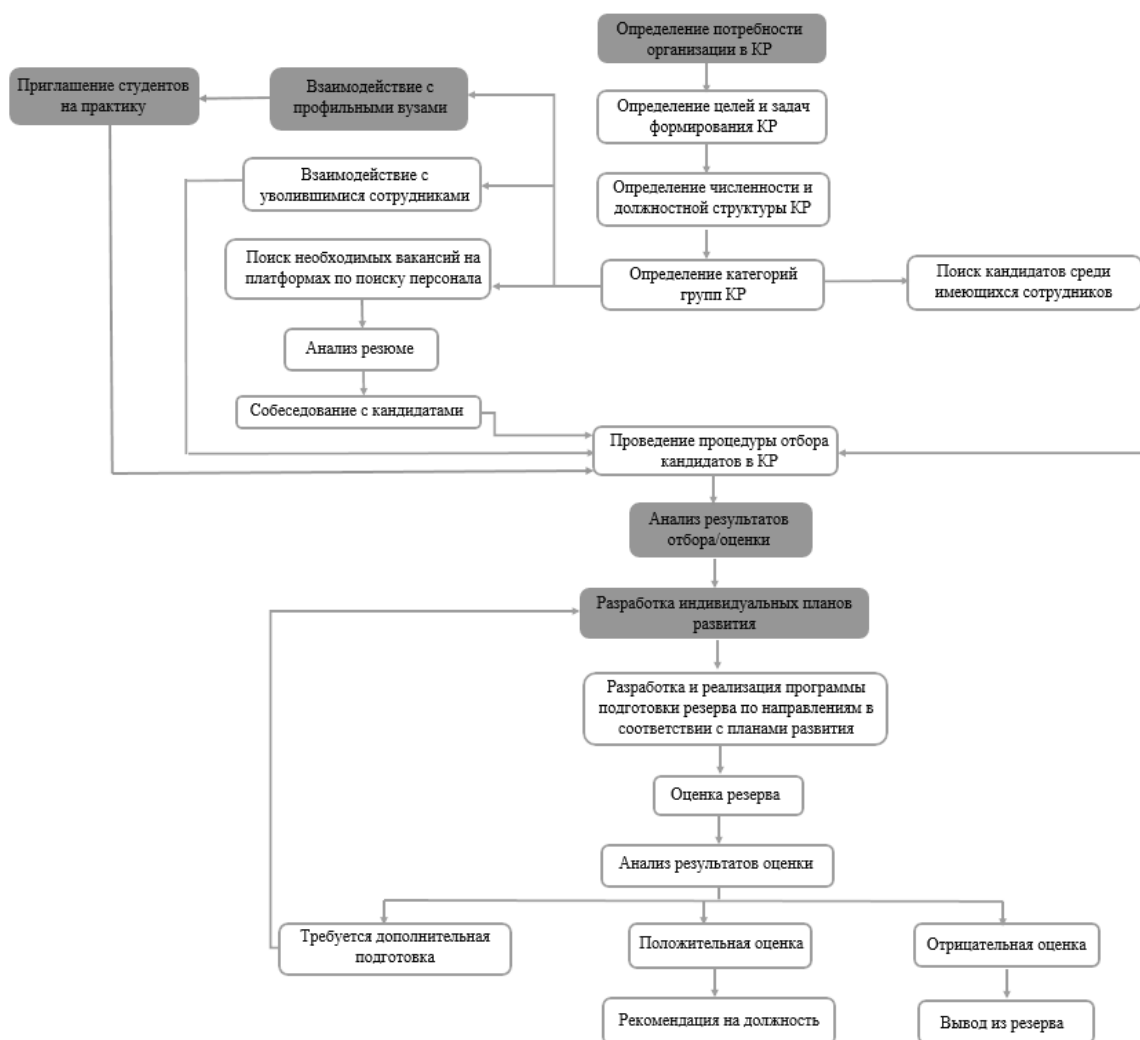 Определение потребности
организации в КР
Приглашение студентов
на практику
Взаимодействие с
профильными вузами
Определение целей и задач
формирования КР
Взаимодействие с
уволившимися сотрудниками
Определение численности и
должностной структуры КР
Поиск необходимых вакансий на
платформах по поиску персонала
Определение категорий
групп КР
Поиск кандидатов среди
имеющихся сотрудников
Анализ резюме
Собеседование с кандидатами
Проведение процедуры отбора
кандидатов в КР
Анализ результатов
отбора/оценки
Разработка индивидуальных планов
развития
Разработка и реализация программы
подготовки резерва по направлениям в
соответствии с планами развития
Оценка резерва
Анализ результатов оценки
Требуется дополнительная
подготовка
Положительная оценка
Отрицательная оценка
Рекомендация на должность
Вывод из резерва